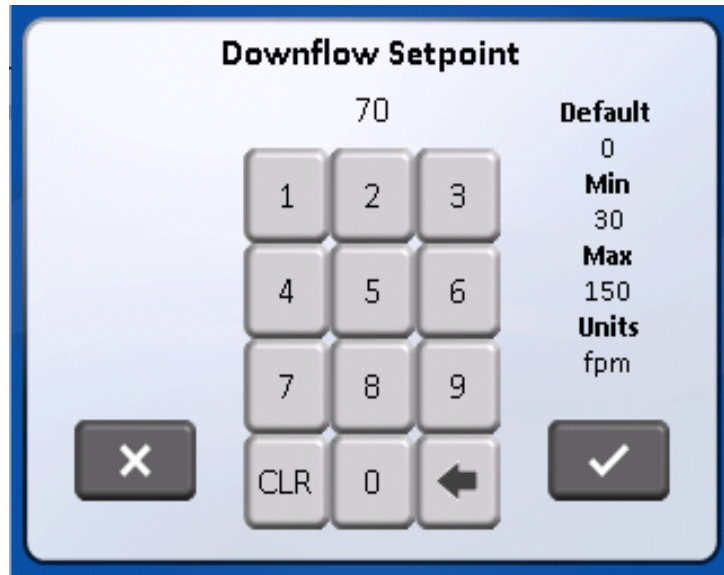 Downflow Setpoint
70
Default
0
Min
30
Max
150
Units
fpm
1 2 3
4 5 6
7 8 9
CLR 0